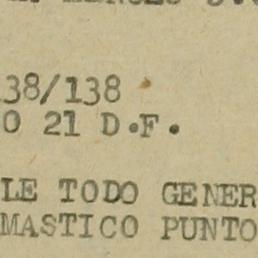 38/138
O 21 D.F.
LE TODO GENER
MASTICO PUNTO